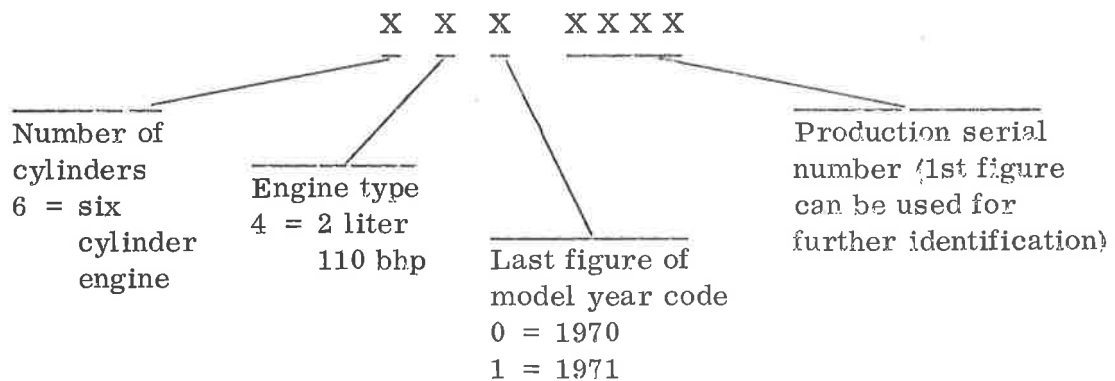 X X X X X X X
Number of
cylinders
6 = six
cylinder
engine
Engine type
4 = 2 liter
110 bhp
Last figure of
model year code
0 = 1970
1 = 1971
Production serial
number (1st figure
can be used for
further identification)